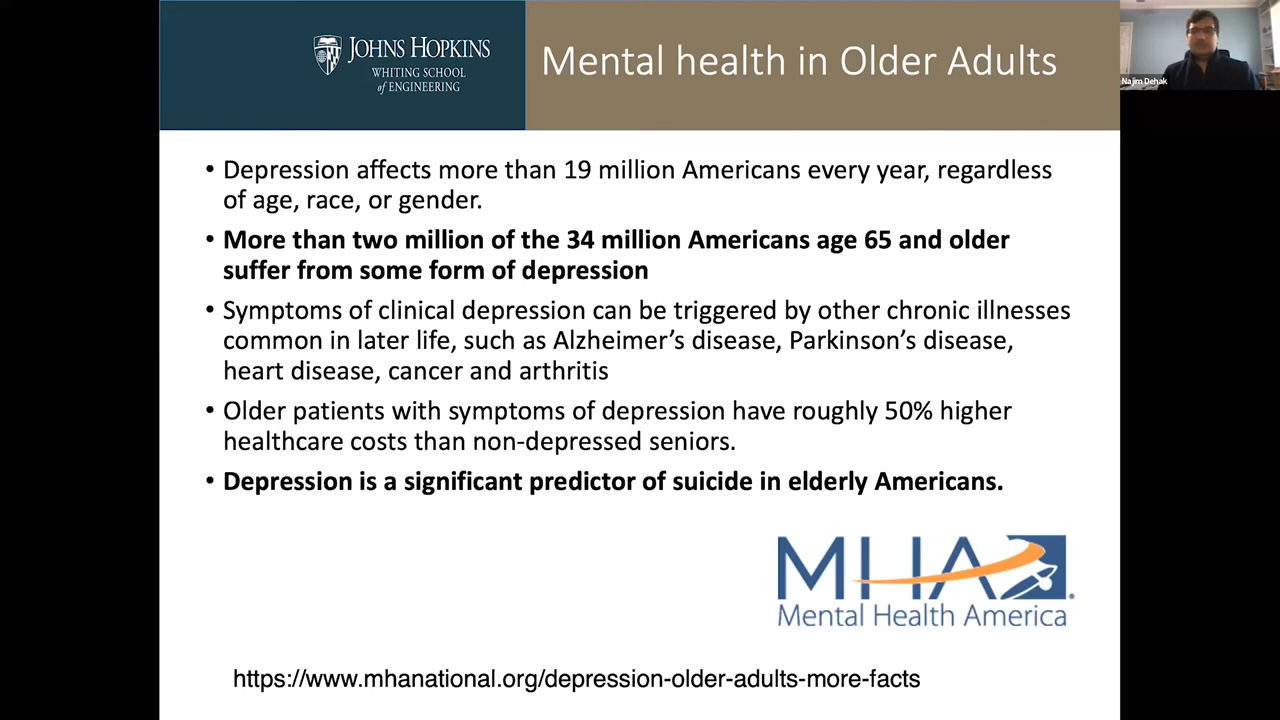 JOHNS HOPKINS
WHITING SCHOOL
of ENGINEERING
Mental health in Older Adults
Najim Dehak
• Depression affects more than 19 million Americans every year, regardless
of age, race, or gender.
• More than two million of the 34 million Americans age 65 and older
suffer from some form of depression
• Symptoms of clinical depression can be triggered by other chronic illnesses
common in later life, such as Alzheimer’s disease, Parkinson’s disease,
heart disease, cancer and arthritis
• Older patients with symptoms of depression have roughly 50% higher
healthcare costs than non-depressed seniors.
• Depression is a significant predictor of suicide in elderly Americans.
MHA
Mental Health America
https://www.mhanational.org/depression-older-adults-more-facts